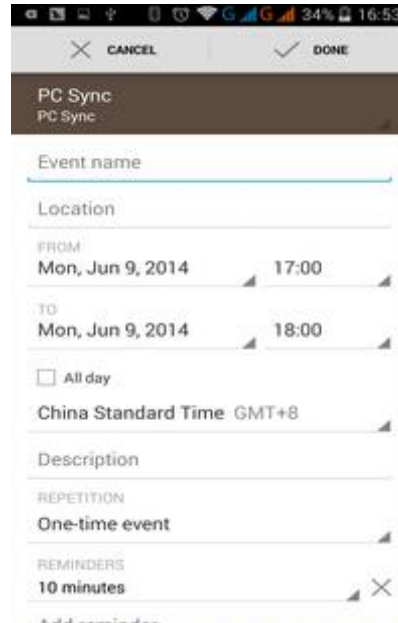 G G 34% 16:53
CANCEL DONE
PC Sync
PC Sync
Event name
Location
FROM
Mon, Jun 9, 2014 17:00
TO
Mon, Jun 9, 2014 18:00
All day
China Standard Time GMT+8
Description
REPETITION
One-time event
REMINDERS
10 minutes
Add reminder